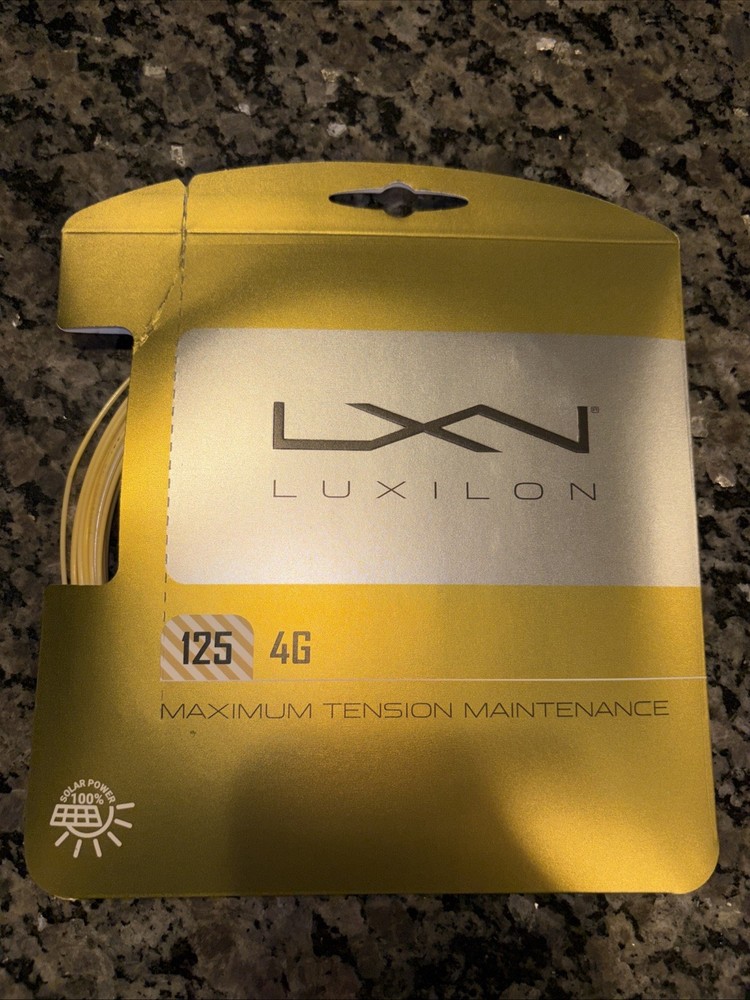 LXN®
LUXILON
125 4G
MAXIMUM TENSION MAINTENANCE
SOLAR POWER
100%